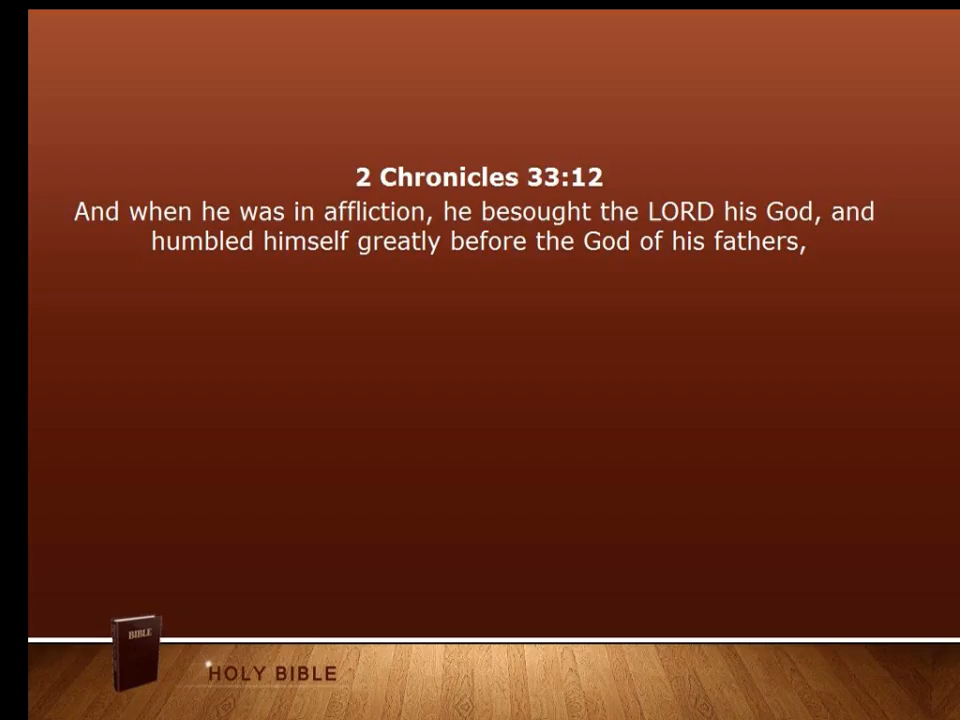 2 Chronicles 33:12
And when he was in affliction, he besought the LORD his God, and
humbled himself greatly before the God of his fathers,
BIBLE
HOLY BIBLE